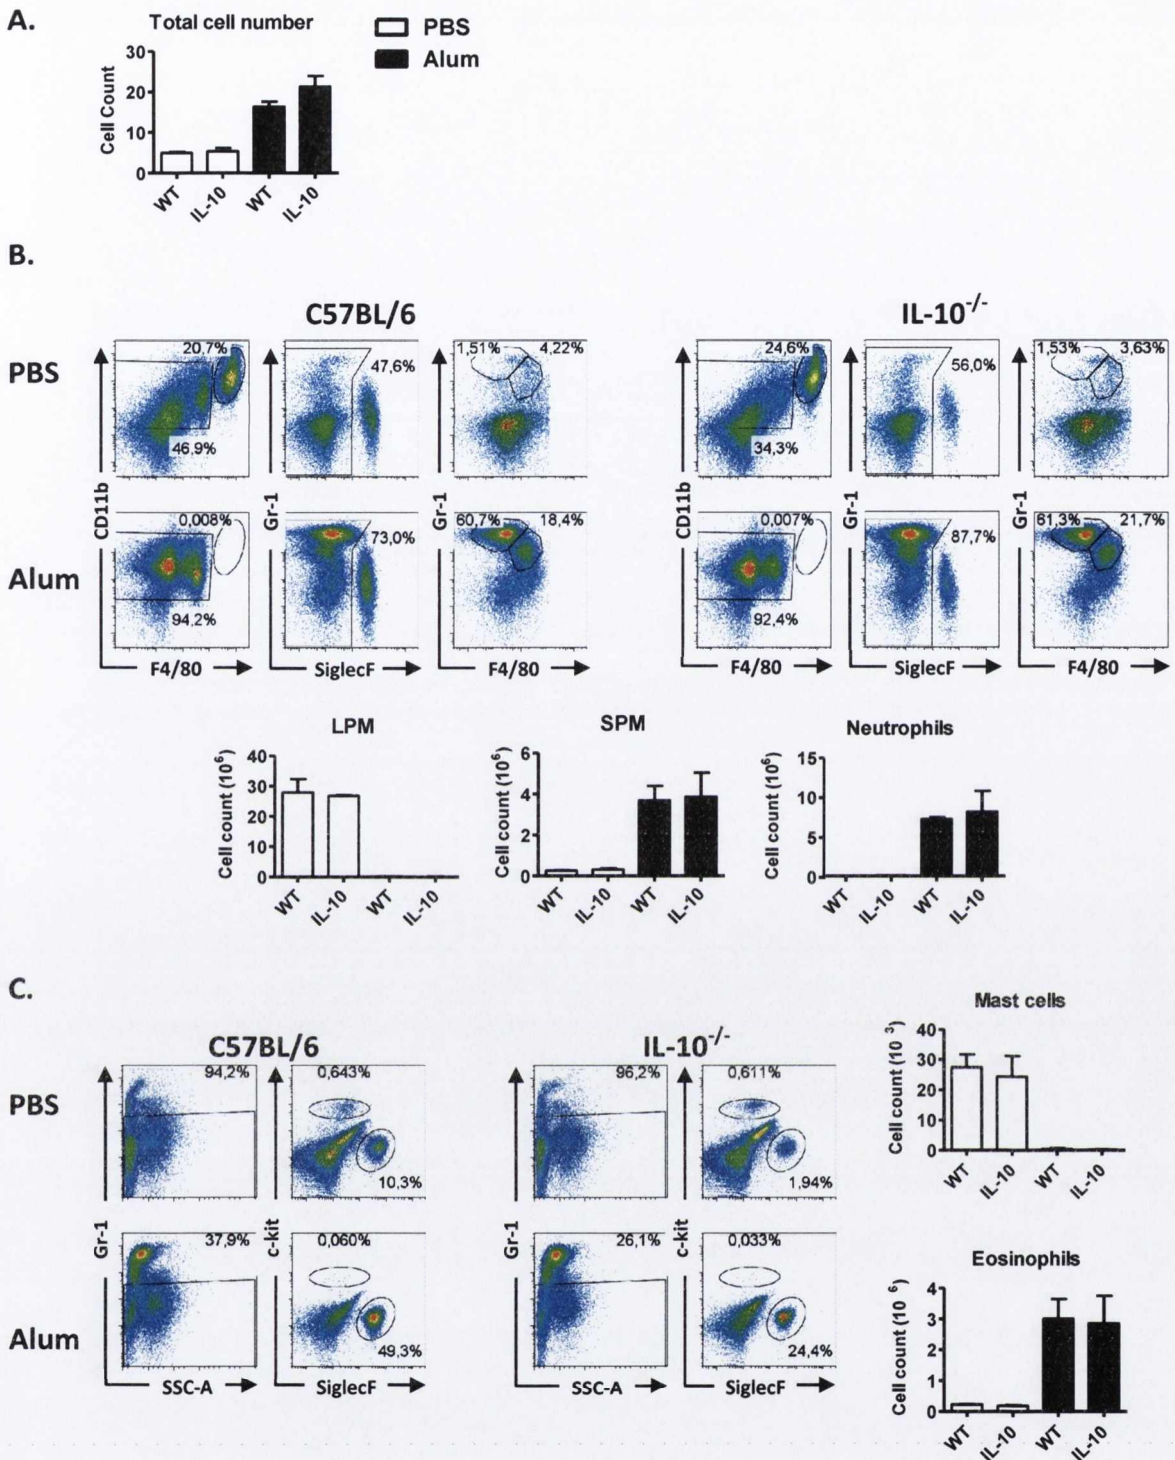 A.
Total cell number
PBS
Alum
Cell Count
30
20
10
0
WT
IL-10
WT
IL-10
B.
C57BL/6
IL-10-/-
PBS
20,7%
46,9%
47,6%
1,51%
4,22%
24,6%
34,3%
56,0%
1,53%
3,63%
CD11b
Gr-1
Gr-1
CD11b
Gr-1
Gr-1
Alum
0,008%
94,2%
73,0%
60,7%
18,4%
0,007%
92,4%
87,7%
61,3%
21,7%
F4/80
SiglecF
F4/80
F4/80
SiglecF
F4/80
LPM
Cell count (10⁶)
40
30
20
10
0
WT
IL-10
WT
IL-10
SPM
Cell count (10⁶)
6
4
2
0
WT
IL-10
WT
IL-10
Neutrophils
Cell count (10⁶)
15
10
5
0
WT
IL-10
WT
IL-10
C.
C57BL/6
IL-10-/-
PBS
94,2%
0,643%
10,3%
96,2%
0,611%
1,94%
Gr-1
c-kit
Gr-1
c-kit
Alum
37,9%
0,060%
49,3%
26,1%
0,033%
24,4%
SSC-A
SiglecF
SSC-A
SiglecF
Mast cells
Cell count (10³)
40
30
20
10
0
WT
IL-10
WT
IL-10
Eosinophils
Cell count (10⁶)
4
3
2
1
0
WT
IL-10
WT
IL-10